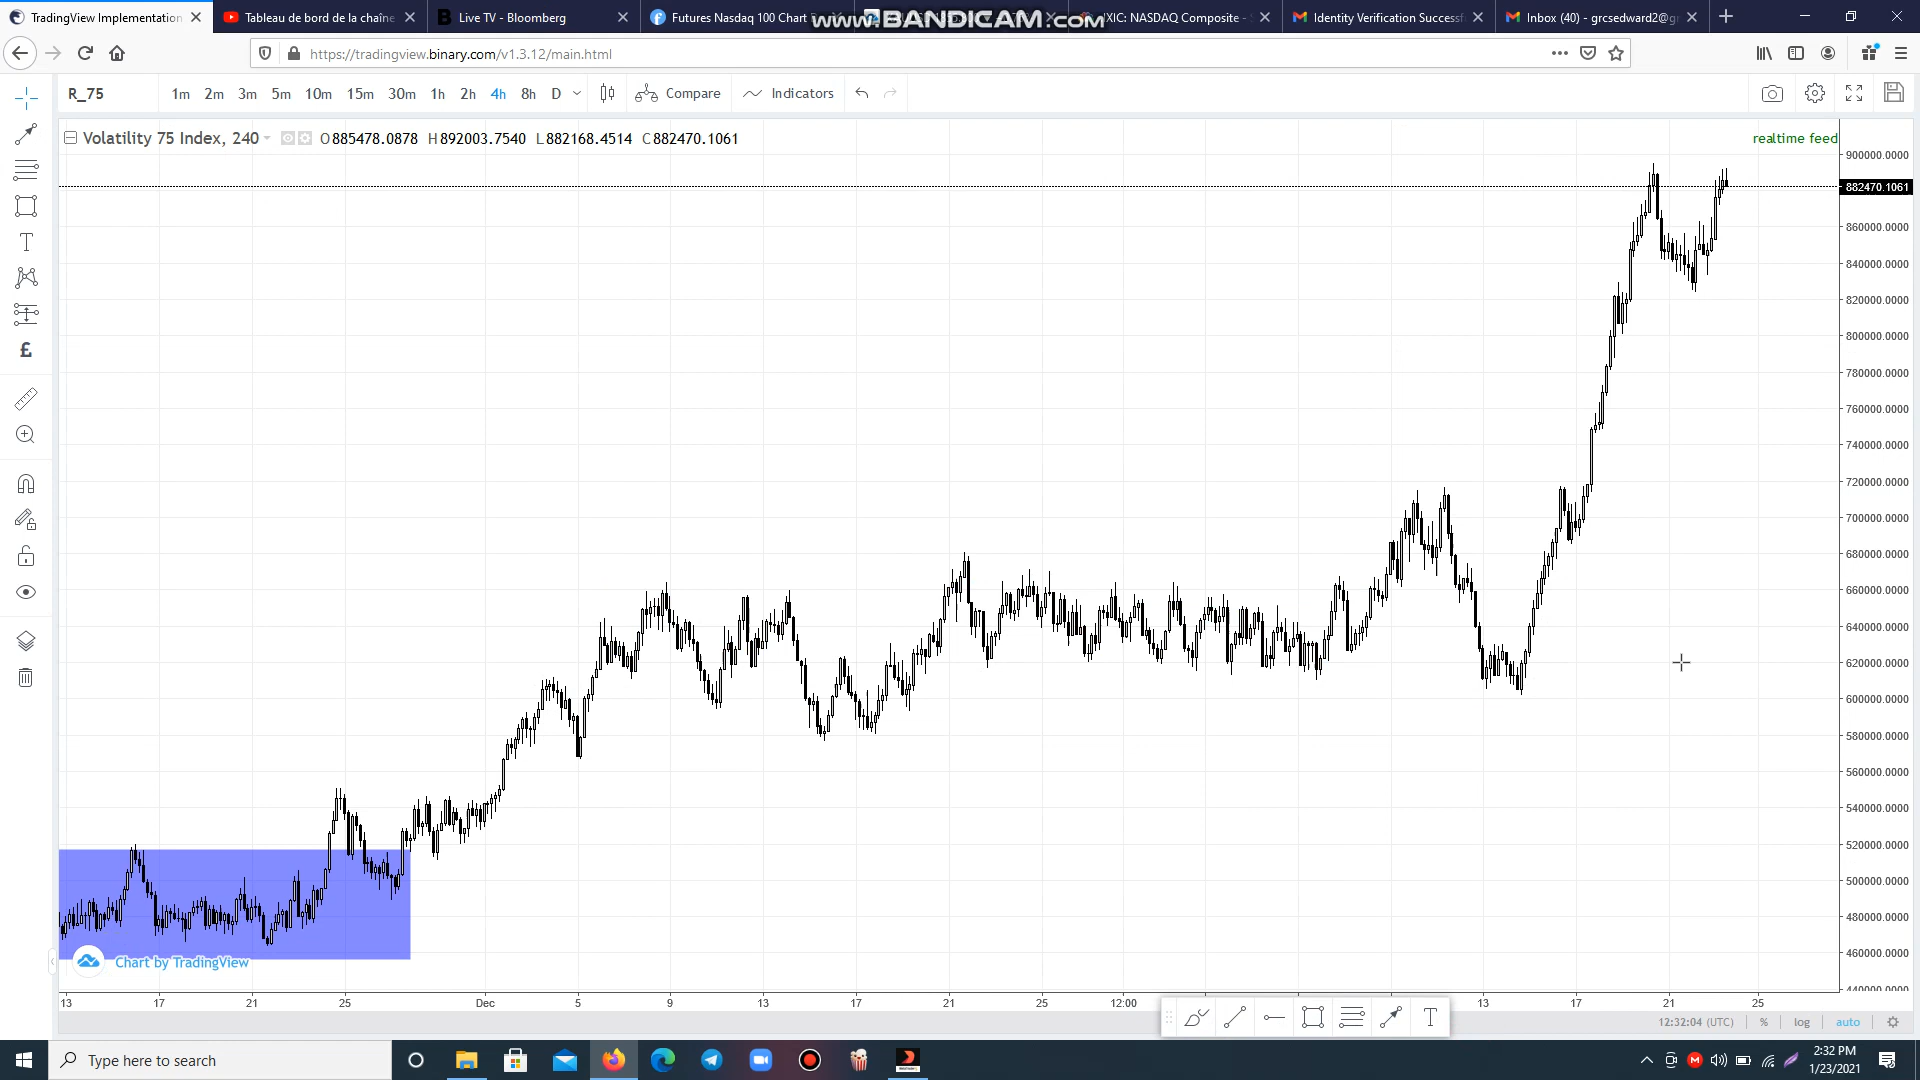 TradingView Implementation
Tableau de bord de la chaîne
Live TV - Bloomberg
Futures Nasdaq 100 Chart
www.BANDICAM.com
IXIC: NASDAQ Composite -
Identity Verification Successf
Inbox (40) - grcsedward2@g
https://tradingview.binary.com/v1.3.12/main.html
R_75
1m 2m 3m 5m 10m 15m 30m 1h 2h 4h 8h D
Compare
Indicators
Volatility 75 Index, 240
O885478.0878 H892003.7540 L882168.4514 C882470.1061
realtime feed
900000.0000
882470.1061
860000.0000
840000.0000
820000.0000
800000.0000
780000.0000
760000.0000
740000.0000
720000.0000
700000.0000
680000.0000
660000.0000
640000.0000
620000.0000
600000.0000
580000.0000
560000.0000
540000.0000
520000.0000
500000.0000
480000.0000
460000.0000
440000.0000
Chart by TradingView
13 17 21 25 Dec 5 9 13 17 21 25 12:00 13 17 21 25
12:32:04 (UTC) % log auto
Type here to search
2:32 PM
1/23/2021